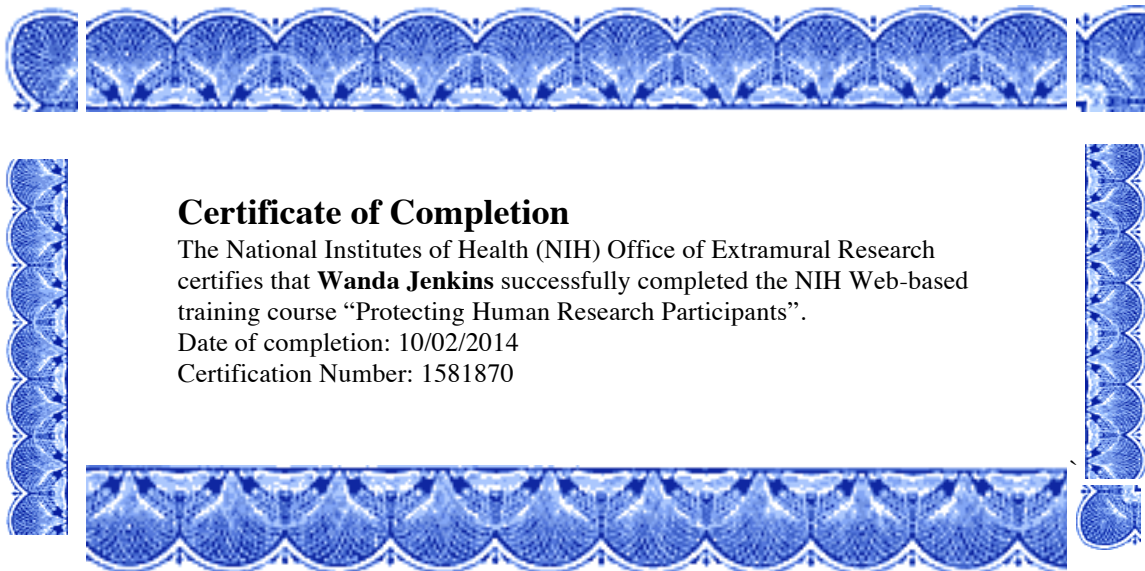 Certificate of Completion
The National Institutes of Health (NIH) Office of Extramural Research
certifies that Wanda Jenkins successfully completed the NIH Web-based
training course “Protecting Human Research Participants”.
Date of completion: 10/02/2014
Certification Number: 1581870
`